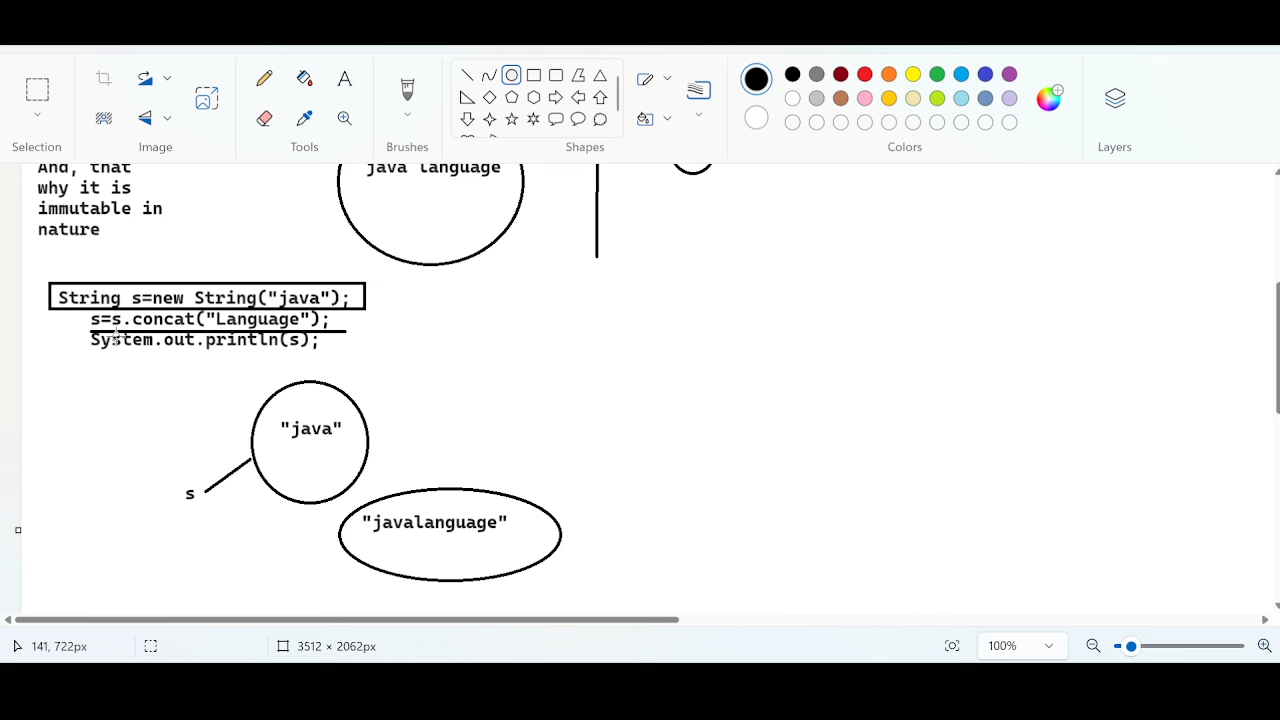 Selection
Image
Tools
Brushes
Shapes
Colors
Layers
And, that
why it is
immutable in
nature
java language
String s=new String("java");
s=s.concat("Language");
System.out.println(s);
"java"
s
"javalanguage"
141, 722px
3512 × 2062px
100%